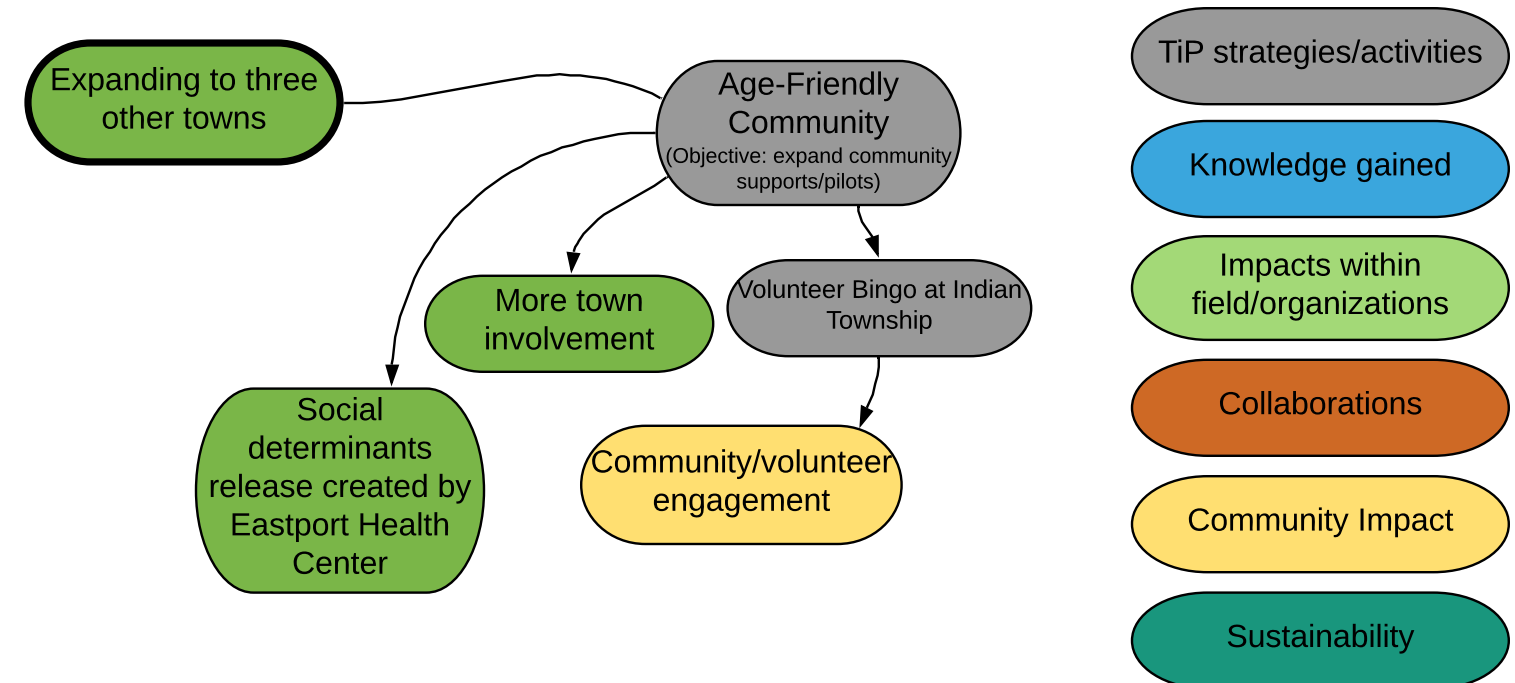 Expanding to three
other towns
Age-Friendly
Community
(Objective: expand community
supports/pilots)
More town
involvement
Volunteer Bingo at Indian
Township
Social
determinants
release created by
Eastport Health
Center
Community/volunteer
engagement
TiP strategies/activities
Knowledge gained
Impacts within
field/organizations
Collaborations
Community Impact
Sustainability